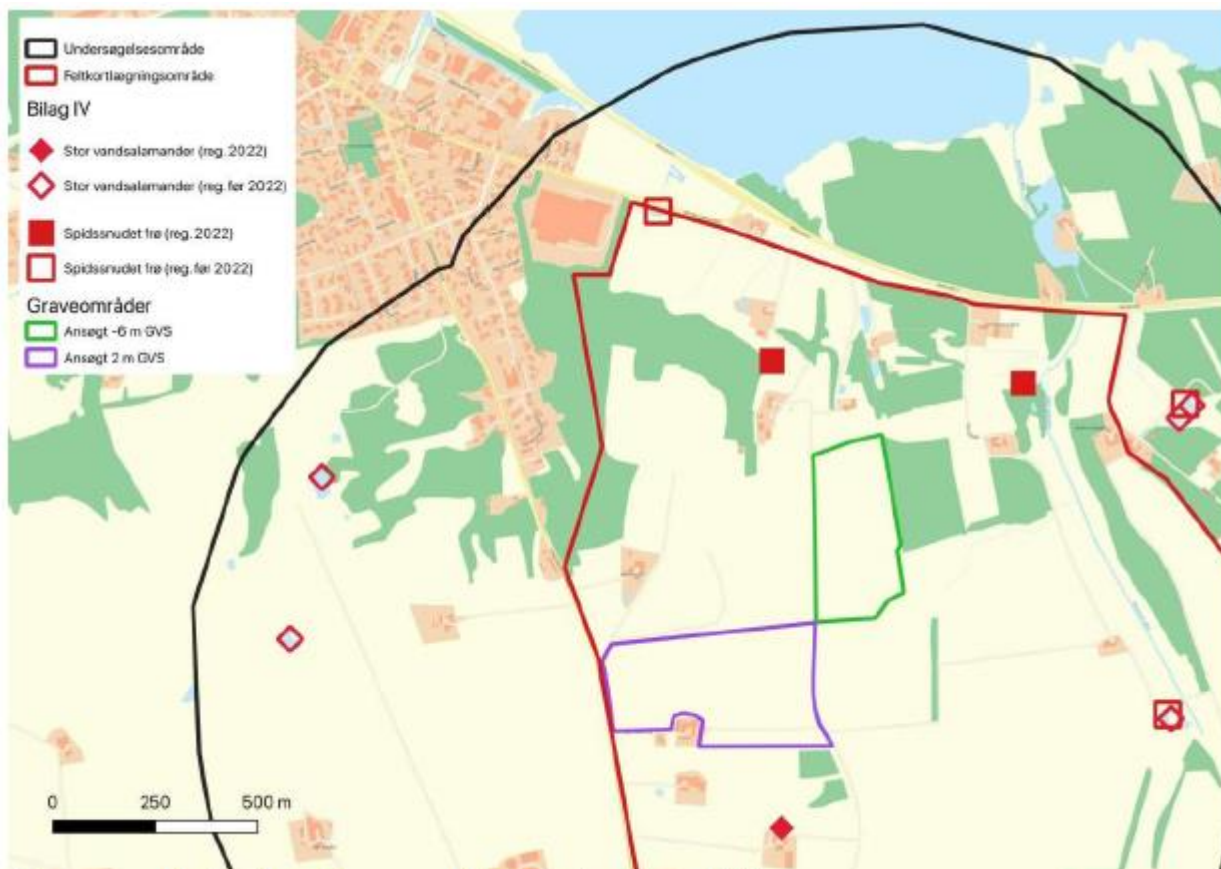 Undersøgelsesområde
Feltkortlægningsområde
Bilag IV
Stor vandsalamander (reg. 2022)
Stor vandsalamander (reg. før 2022)
Spidssnudet frø (reg. 2022)
Spidssnudet frø (reg. før 2022)
Graveområder
Ansøgt -6 m GVS
Ansøgt 2 m GVS
0 250 500 m